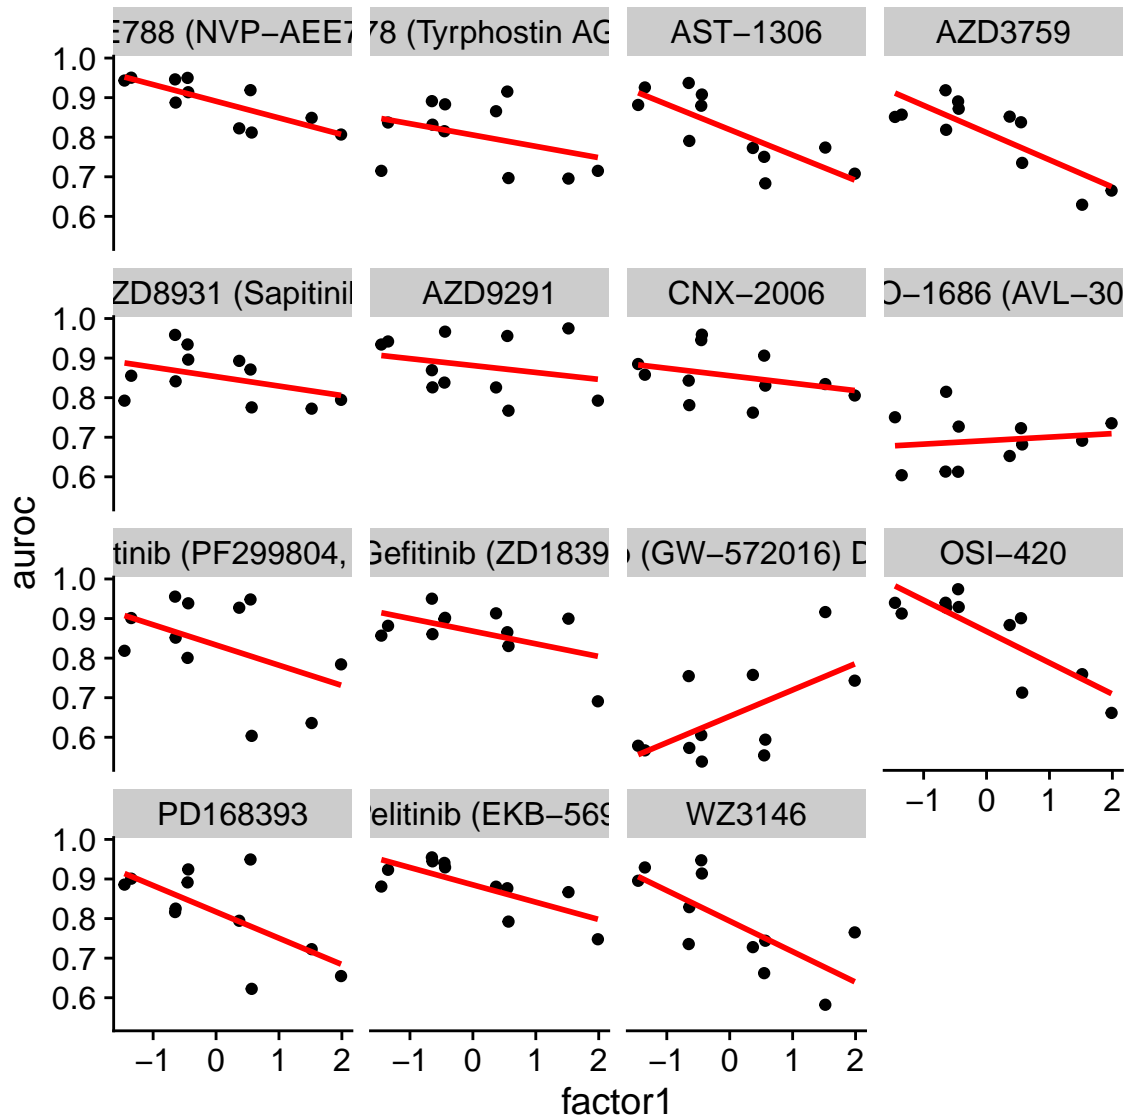 E788 (NVP−AEE7
78 (Tyrphostin AG
AST−1306
AZD3759
1.0
0.9
0.8
0.7
0.6
ZD8931 (Sapitinil
AZD9291
CNX−2006
O−1686 (AVL−30
1.0
0.9
0.8
0.7
0.6
auroc
tinib (PF299804,
Gefitinib (ZD1839
(GW−572016) D
OSI−420
1.0
0.9
0.8
0.7
0.6
−1 0 1 2
PD168393
elitinib (EKB−569
WZ3146
1.0
0.9
0.8
0.7
0.6
−1 0 1 2
−1 0 1 2
−1 0 1 2
factor1